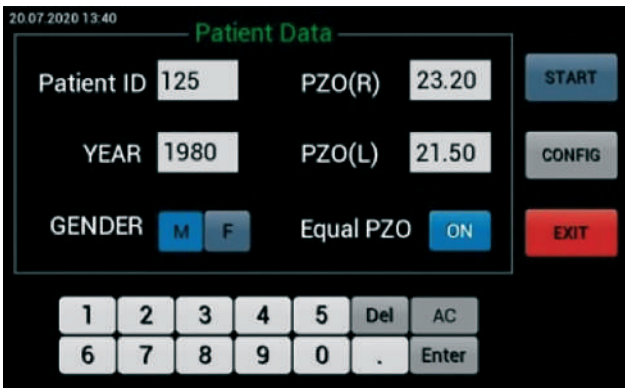 20.07.2020 13:40
Patient Data
Patient ID 125 PZO(R) 23.20 START
YEAR 1980 PZO(L) 21.50 CONFIG
GENDER M F Equal PZO ON EXIT
1 2 3 4 5 Del AC
6 7 8 9 0 . Enter